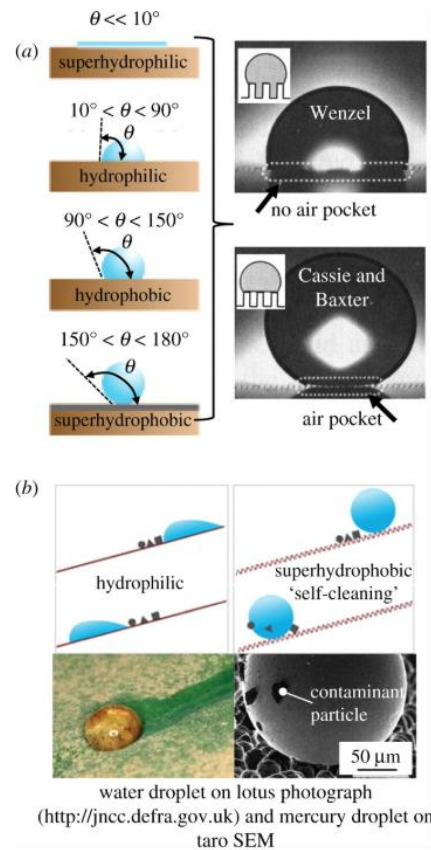 (a)
θ << 10°
superhydrophilic
10° < θ < 90°
θ
hydrophilic
90° < θ < 150°
θ
hydrophobic
150° < θ < 180°
θ
superhydrophobic
Wenzel
no air pocket
Cassie and
Baxter
air pocket
(b)
hydrophilic
superhydrophobic
‘self-cleaning’
contaminant
particle
50 μm
water droplet on lotus photograph
(http://jncc.defra.gov.uk) and mercury droplet on
taro SEM